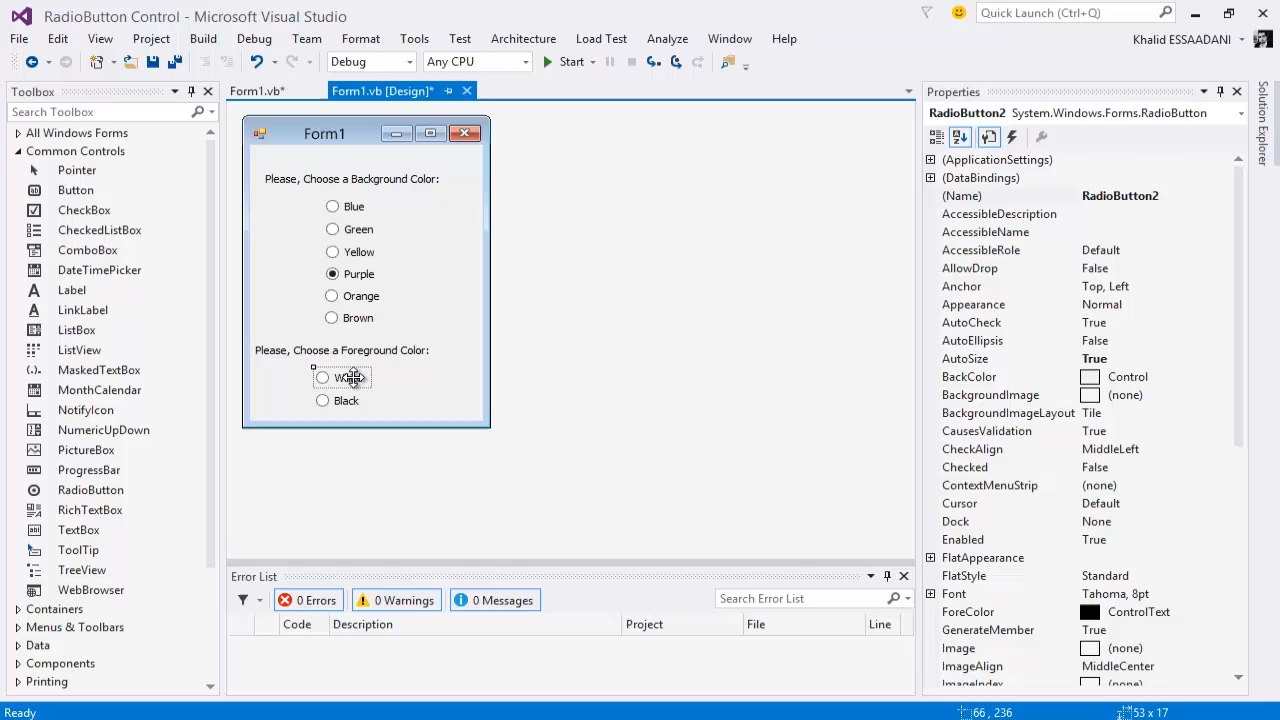 RadioButton Control - Microsoft Visual Studio
Quick Launch (Ctrl+Q)
File Edit View Project Build Debug Team Format Tools Test Architecture Load Test Analyze Window Help
Khalid ESSAADANI
Debug Any CPU Start
Toolbox
Search Toolbox
All Windows Forms
Common Controls
Pointer
Button
CheckBox
CheckedListBox
ComboBox
DateTimePicker
Label
LinkLabel
ListBox
ListView
MaskedTextBox
MonthCalendar
NotifyIcon
NumericUpDown
PictureBox
ProgressBar
RadioButton
RichTextBox
TextBox
ToolTip
TreeView
WebBrowser
Containers
Menus & Toolbars
Data
Components
Printing
Form1.vb* Form1.vb [Design]*
Form1
Please, Choose a Background Color:
Blue
Green
Yellow
Purple
Orange
Brown
Please, Choose a Foreground Color:
Black
Error List
0 Errors 0 Warnings 0 Messages
Search Error List
Code Description Project File Line
Properties
RadioButton2 System.Windows.Forms.RadioButton
(ApplicationSettings)
(DataBindings)
(Name) RadioButton2
AccessibleDescription
AccessibleName
AccessibleRole Default
AllowDrop False
Anchor Top, Left
Appearance Normal
AutoCheck True
AutoEllipsis False
AutoSize True
BackColor Control
BackgroundImage (none)
BackgroundImageLayout Tile
CausesValidation True
CheckAlign MiddleLeft
Checked False
ContextMenuStrip (none)
Cursor Default
Dock None
Enabled True
FlatAppearance
FlatStyle Standard
Font Tahoma, 8pt
ForeColor ControlText
GenerateMember True
Image (none)
ImageAlign MiddleCenter
ImageIndex (none)
Solution Explorer
Ready
66 , 236
53 x 17